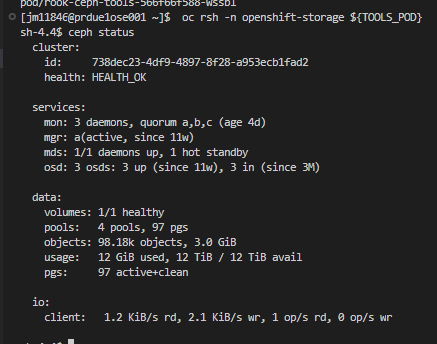 pod/rook-ceph-tools-566f66f588-wssbl
[jm1184@prdue1ose001 ~]$  oc rsh -n openshift-storage ${TOOLS_POD}
sh-4.4$ ceph status
  cluster:
    id:     738dec23-4df9-4897-8f28-a953ecb1fad2
    health: HEALTH_OK

  services:
    mon: 3 daemons, quorum a,b,c (age 4d)
    mgr: a(active, since 11w)
    mds: 1/1 daemons up, 1 hot standby
    osd: 3 osds: 3 up (since 11w), 3 in (since 3M)

  data:
    volumes: 1/1 healthy
    pools:   4 pools, 97 pgs
    objects: 98.18k objects, 3.0 GiB
    usage:   12 GiB used, 12 TiB / 12 TiB avail
    pgs:     97 active+clean

  io:
    client:   1.2 KiB/s rd, 2.1 KiB/s wr, 1 op/s rd, 0 op/s wr